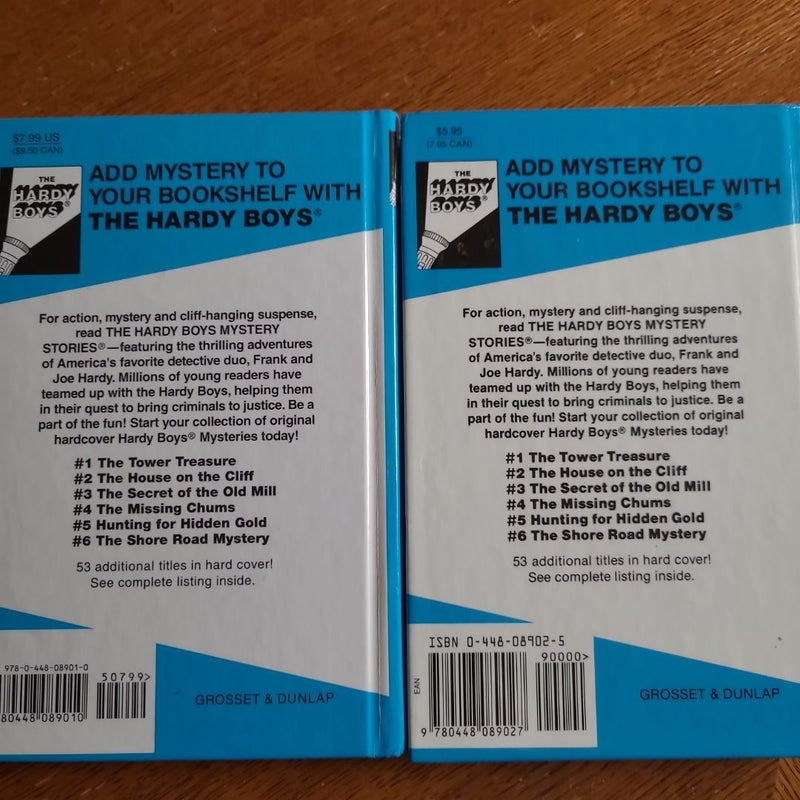 $7.99 US
($9.50 CAN)
THE
HARDY
BOYS®
ADD MYSTERY TO
YOUR BOOKSHELF WITH
THE HARDY BOYS®
For action, mystery and cliff-hanging suspense,
read THE HARDY BOYS MYSTERY
STORIES®—featuring the thrilling adventures
of America's favorite detective duo, Frank and
Joe Hardy. Millions of young readers have
teamed up with the Hardy Boys, helping them
in their quest to bring criminals to justice. Be a
part of the fun! Start your collection of original
hardcover Hardy Boys® Mysteries today!
#1 The Tower Treasure
#2 The House on the Cliff
#3 The Secret of the Old Mill
#4 The Missing Chums
#5 Hunting for Hidden Gold
#6 The Shore Road Mystery
53 additional titles in hard cover!
See complete listing inside.
978-0-448-08901-0
50799>
80448 089010
GROSSET & DUNLAP
$5.95
(7.95 CAN)
THE
HARDY
BOYS®
ADD MYSTERY TO
YOUR BOOKSHELF WITH
THE HARDY BOYS®
For action, mystery and cliff-hanging suspense,
read THE HARDY BOYS MYSTERY
STORIES®—featuring the thrilling adventures
of America's favorite detective duo, Frank and
Joe Hardy. Millions of young readers have
teamed up with the Hardy Boys, helping them
in their quest to bring criminals to justice. Be a
part of the fun! Start your collection of original
hardcover Hardy Boys® Mysteries today!
#1 The Tower Treasure
#2 The House on the Cliff
#3 The Secret of the Old Mill
#4 The Missing Chums
#5 Hunting for Hidden Gold
#6 The Shore Road Mystery
53 additional titles in hard cover!
See complete listing inside.
ISBN 0-448-08902-5
90000>
EAN
9 780448 089027
GROSSET & DUNLAP